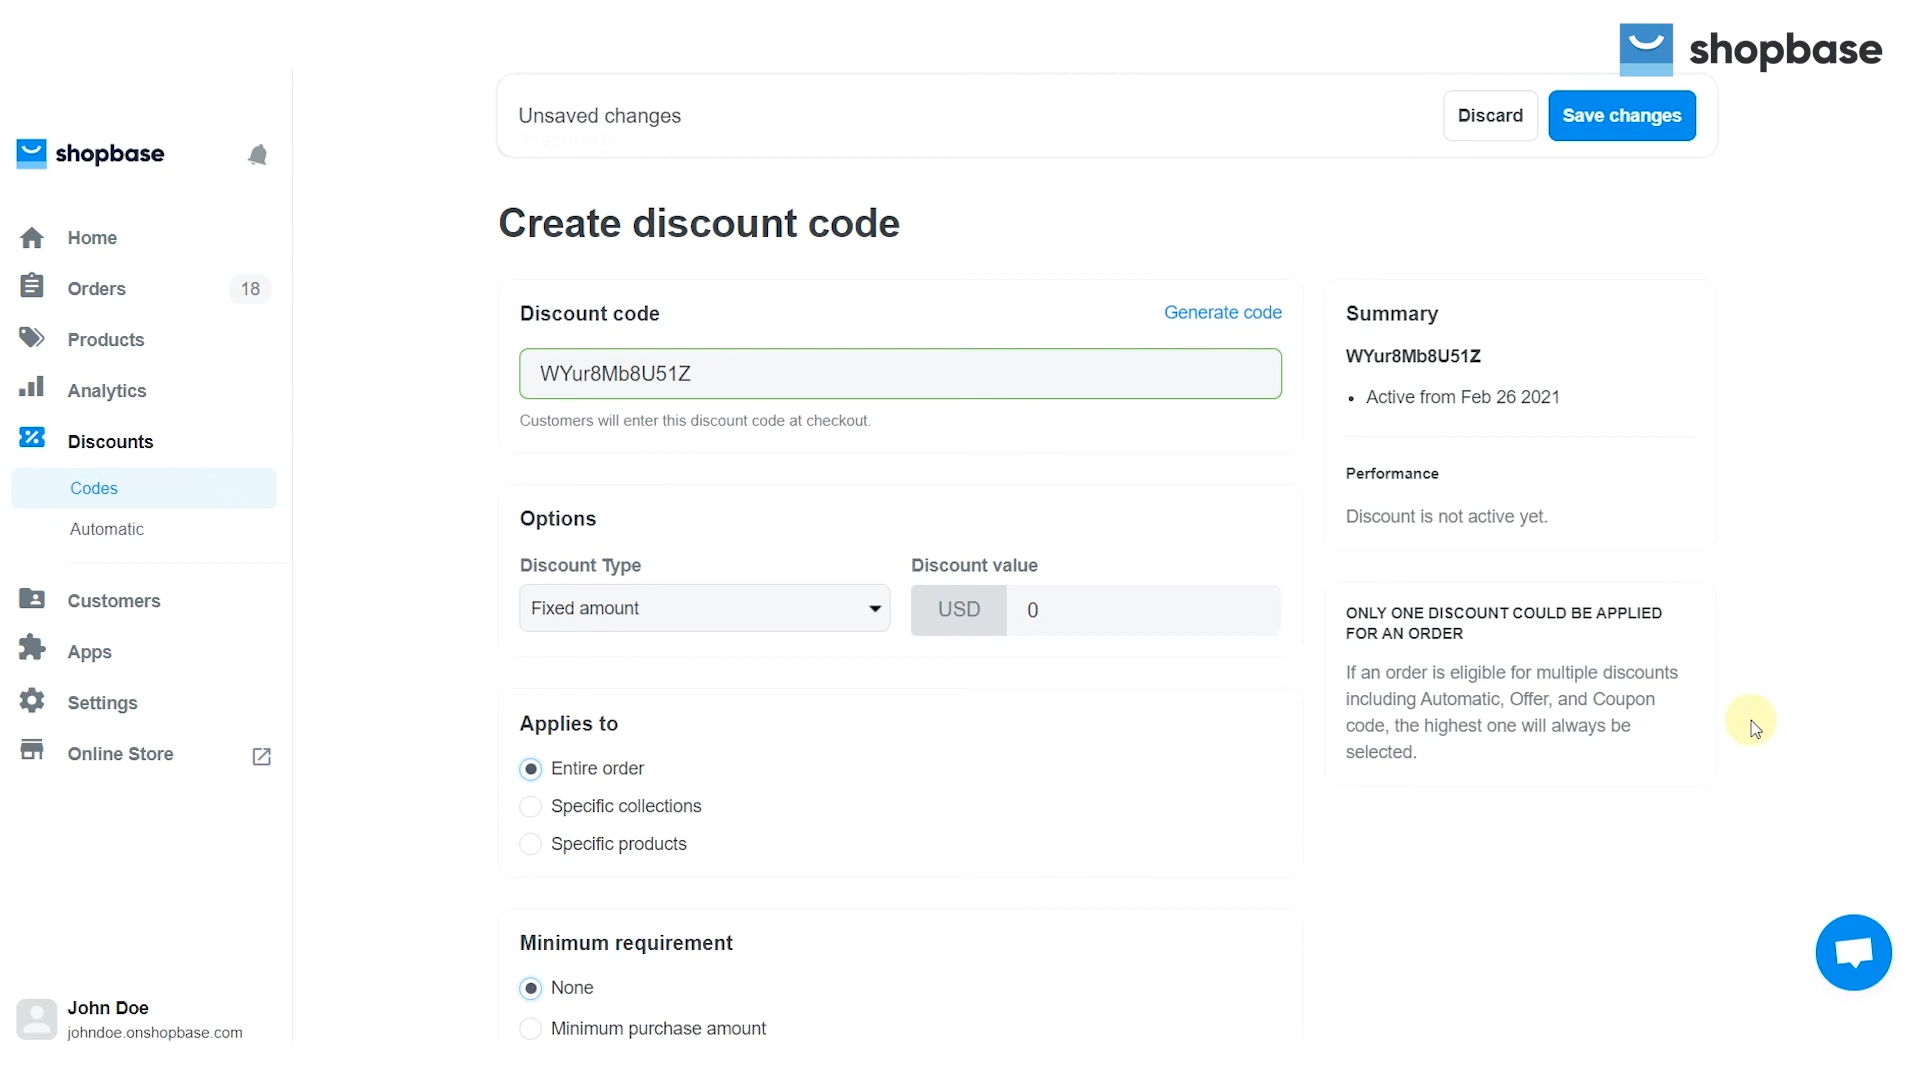 shopbase
Unsaved changes
Discard
Save changes
shopbase
Home
Orders
18
Products
Analytics
Discounts
Codes
Automatic
Customers
Apps
Settings
Online Store
John Doe
johndoe.onshopbase.com
Create discount code
Discount code
Generate code
WYur8Mb8U51Z
Customers will enter this discount code at checkout.
Options
Discount Type
Discount value
Fixed amount
USD
0
Applies to
Entire order
Specific collections
Specific products
Minimum requirement
None
Minimum purchase amount
Summary
WYur8Mb8U51Z
• Active from Feb 26 2021
Performance
Discount is not active yet.
ONLY ONE DISCOUNT COULD BE APPLIED
FOR AN ORDER
If an order is eligible for multiple discounts
including Automatic, Offer, and Coupon
code, the highest one will always be
selected.